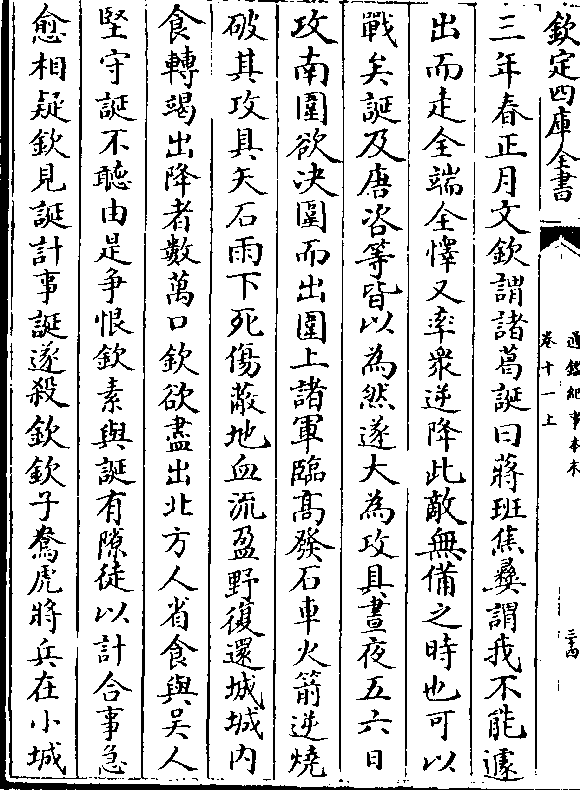 欽定四庫全書
通鑑紀事本末
卷十一上
三十四
三年春正月文欽謂諸葛誕曰蔣班焦彝謂我不能遽
出而走全端全懌又率衆逆降此敵無備之時也可以
戰矣誕及唐咨等皆以為然遂大為攻具晝夜五六日
攻南圍欲決圍而出圍上諸軍臨髙發石車火箭逆燒
破其攻具矢石雨下死傷蔽地血流盈野復還城城内
食轉竭出降者數萬口欽欲盡出北方人省食與吴人
堅守誕不聽由是争恨欽素與誕有隙徒以計合事急
愈相疑欽見誕計事誕遂殺欽欽子鴦虎將兵在小城